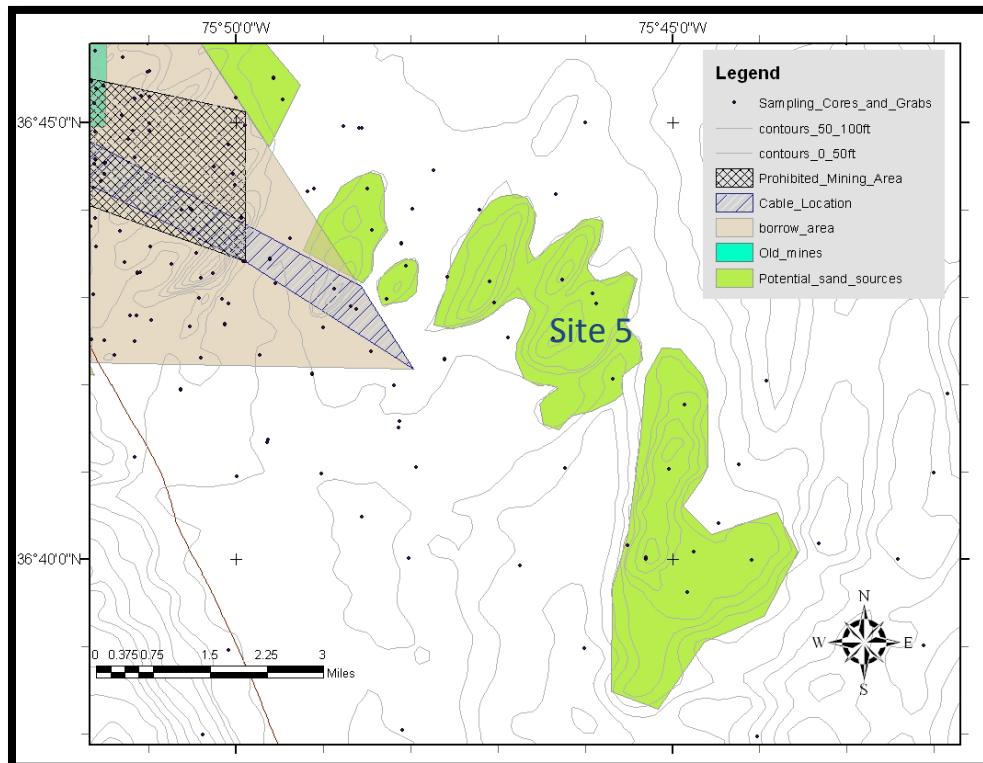 75°50'0"W 75°45'0"W
36°45'0"N
36°40'0"N
Legend
Sampling_Cores_and_Grabs
contours_50_100ft
contours_0_50ft
Prohibited_Mining_Area
Cable_Location
borrow_area
Old_mines
Potential_sand_sources
Site 5
0 0.375 0.75 1.5 2.25 3
Miles
N
W E
S